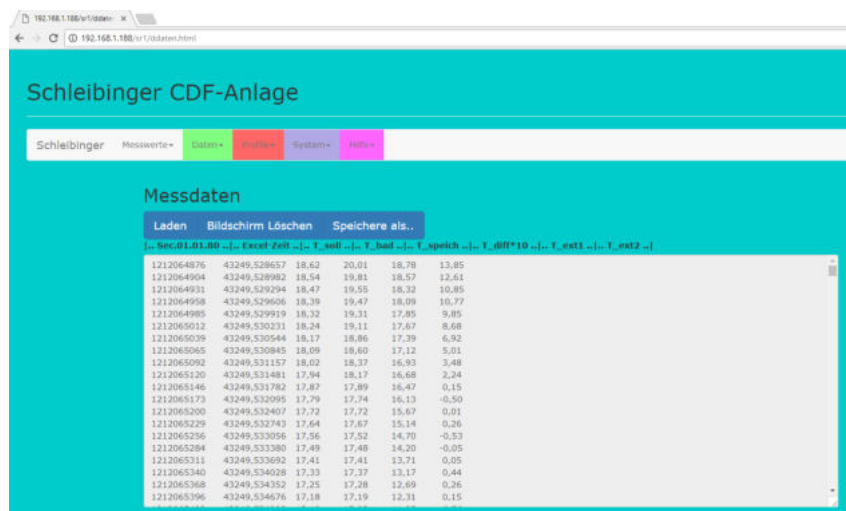 192.168.1.188/sr1/ddaten
192.168.1.188/sr1/ddaten.html
Schleibinger CDF-Anlage
Schleibinger Messwerte Daten Profile System Hilfe
Messdaten
Laden Bildschirm Löschen Speichere als..
|.. Sec.01.01.80 ..|.. Excel-Zeit ..|.. T_soll ..|.. T_bad ..|.. T_speich ..|.. T_diff*10 ..|.. T_ext1 ..|.. T_ext2 ..|
1212064876 43249,528657 18,62 20,01 18,78 13,85
1212064904 43249,528982 18,54 19,81 18,57 12,61
1212064931 43249,529294 18,47 19,55 18,32 10,85
1212064958 43249,529606 18,39 19,47 18,09 10,77
1212064985 43249,529919 18,32 19,31 17,85 9,85
1212065012 43249,530231 18,24 19,11 17,67 8,68
1212065039 43249,530544 18,17 18,86 17,39 6,92
1212065065 43249,530845 18,09 18,60 17,12 5,01
1212065092 43249,531157 18,02 18,37 16,93 3,48
1212065120 43249,531481 17,94 18,17 16,68 2,24
1212065146 43249,531782 17,87 17,89 16,47 0,15
1212065173 43249,532095 17,79 17,74 16,13 -0,50
1212065200 43249,532407 17,72 17,72 15,67 0,01
1212065229 43249,532743 17,64 17,67 15,14 0,26
1212065256 43249,533056 17,56 17,52 14,70 -0,53
1212065284 43249,533380 17,49 17,48 14,20 -0,05
1212065311 43249,533692 17,41 17,41 13,71 0,05
1212065340 43249,534028 17,33 17,37 13,17 0,44
1212065368 43249,534352 17,25 17,28 12,69 0,26
1212065396 43249,534676 17,18 17,19 12,31 0,15